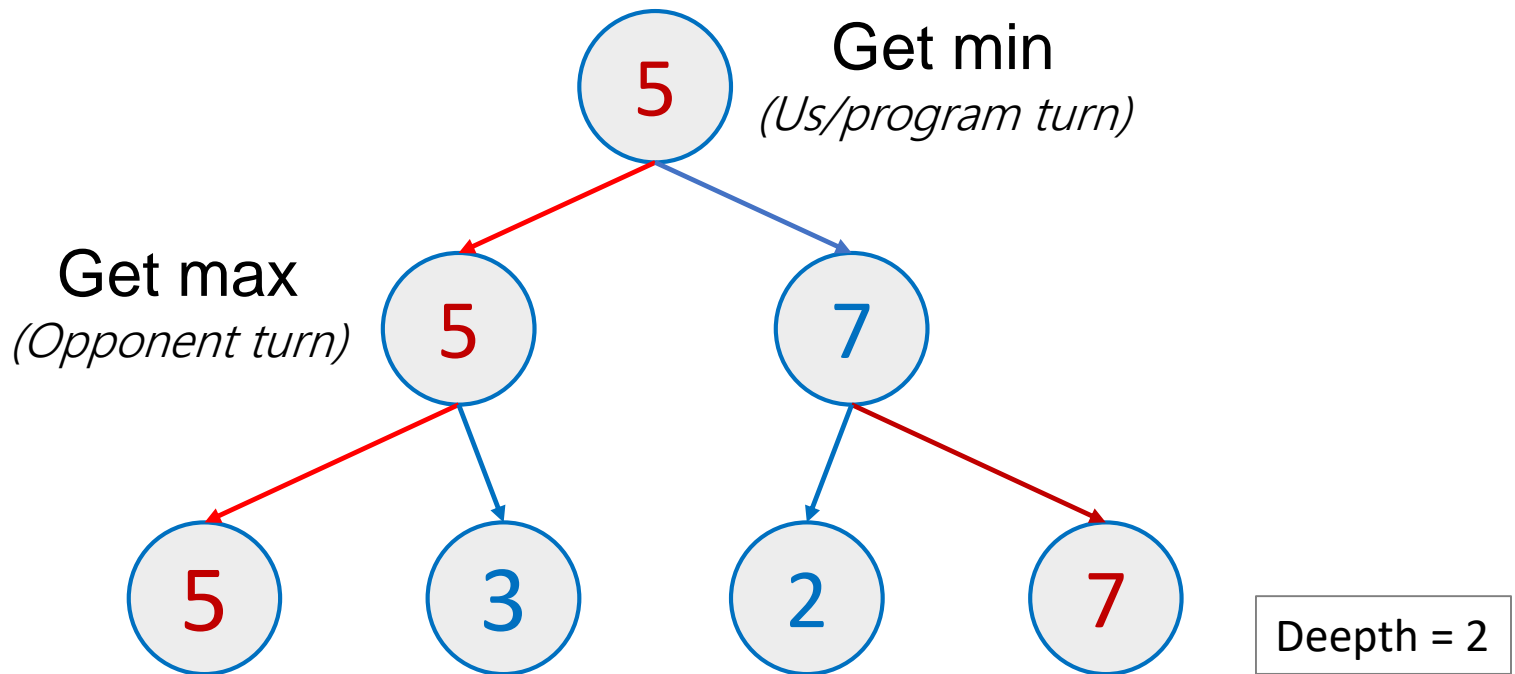 5
Get min
(Us/program turn)
Get max
(Opponent turn)
5
7
5
3
2
7
Deepth = 2